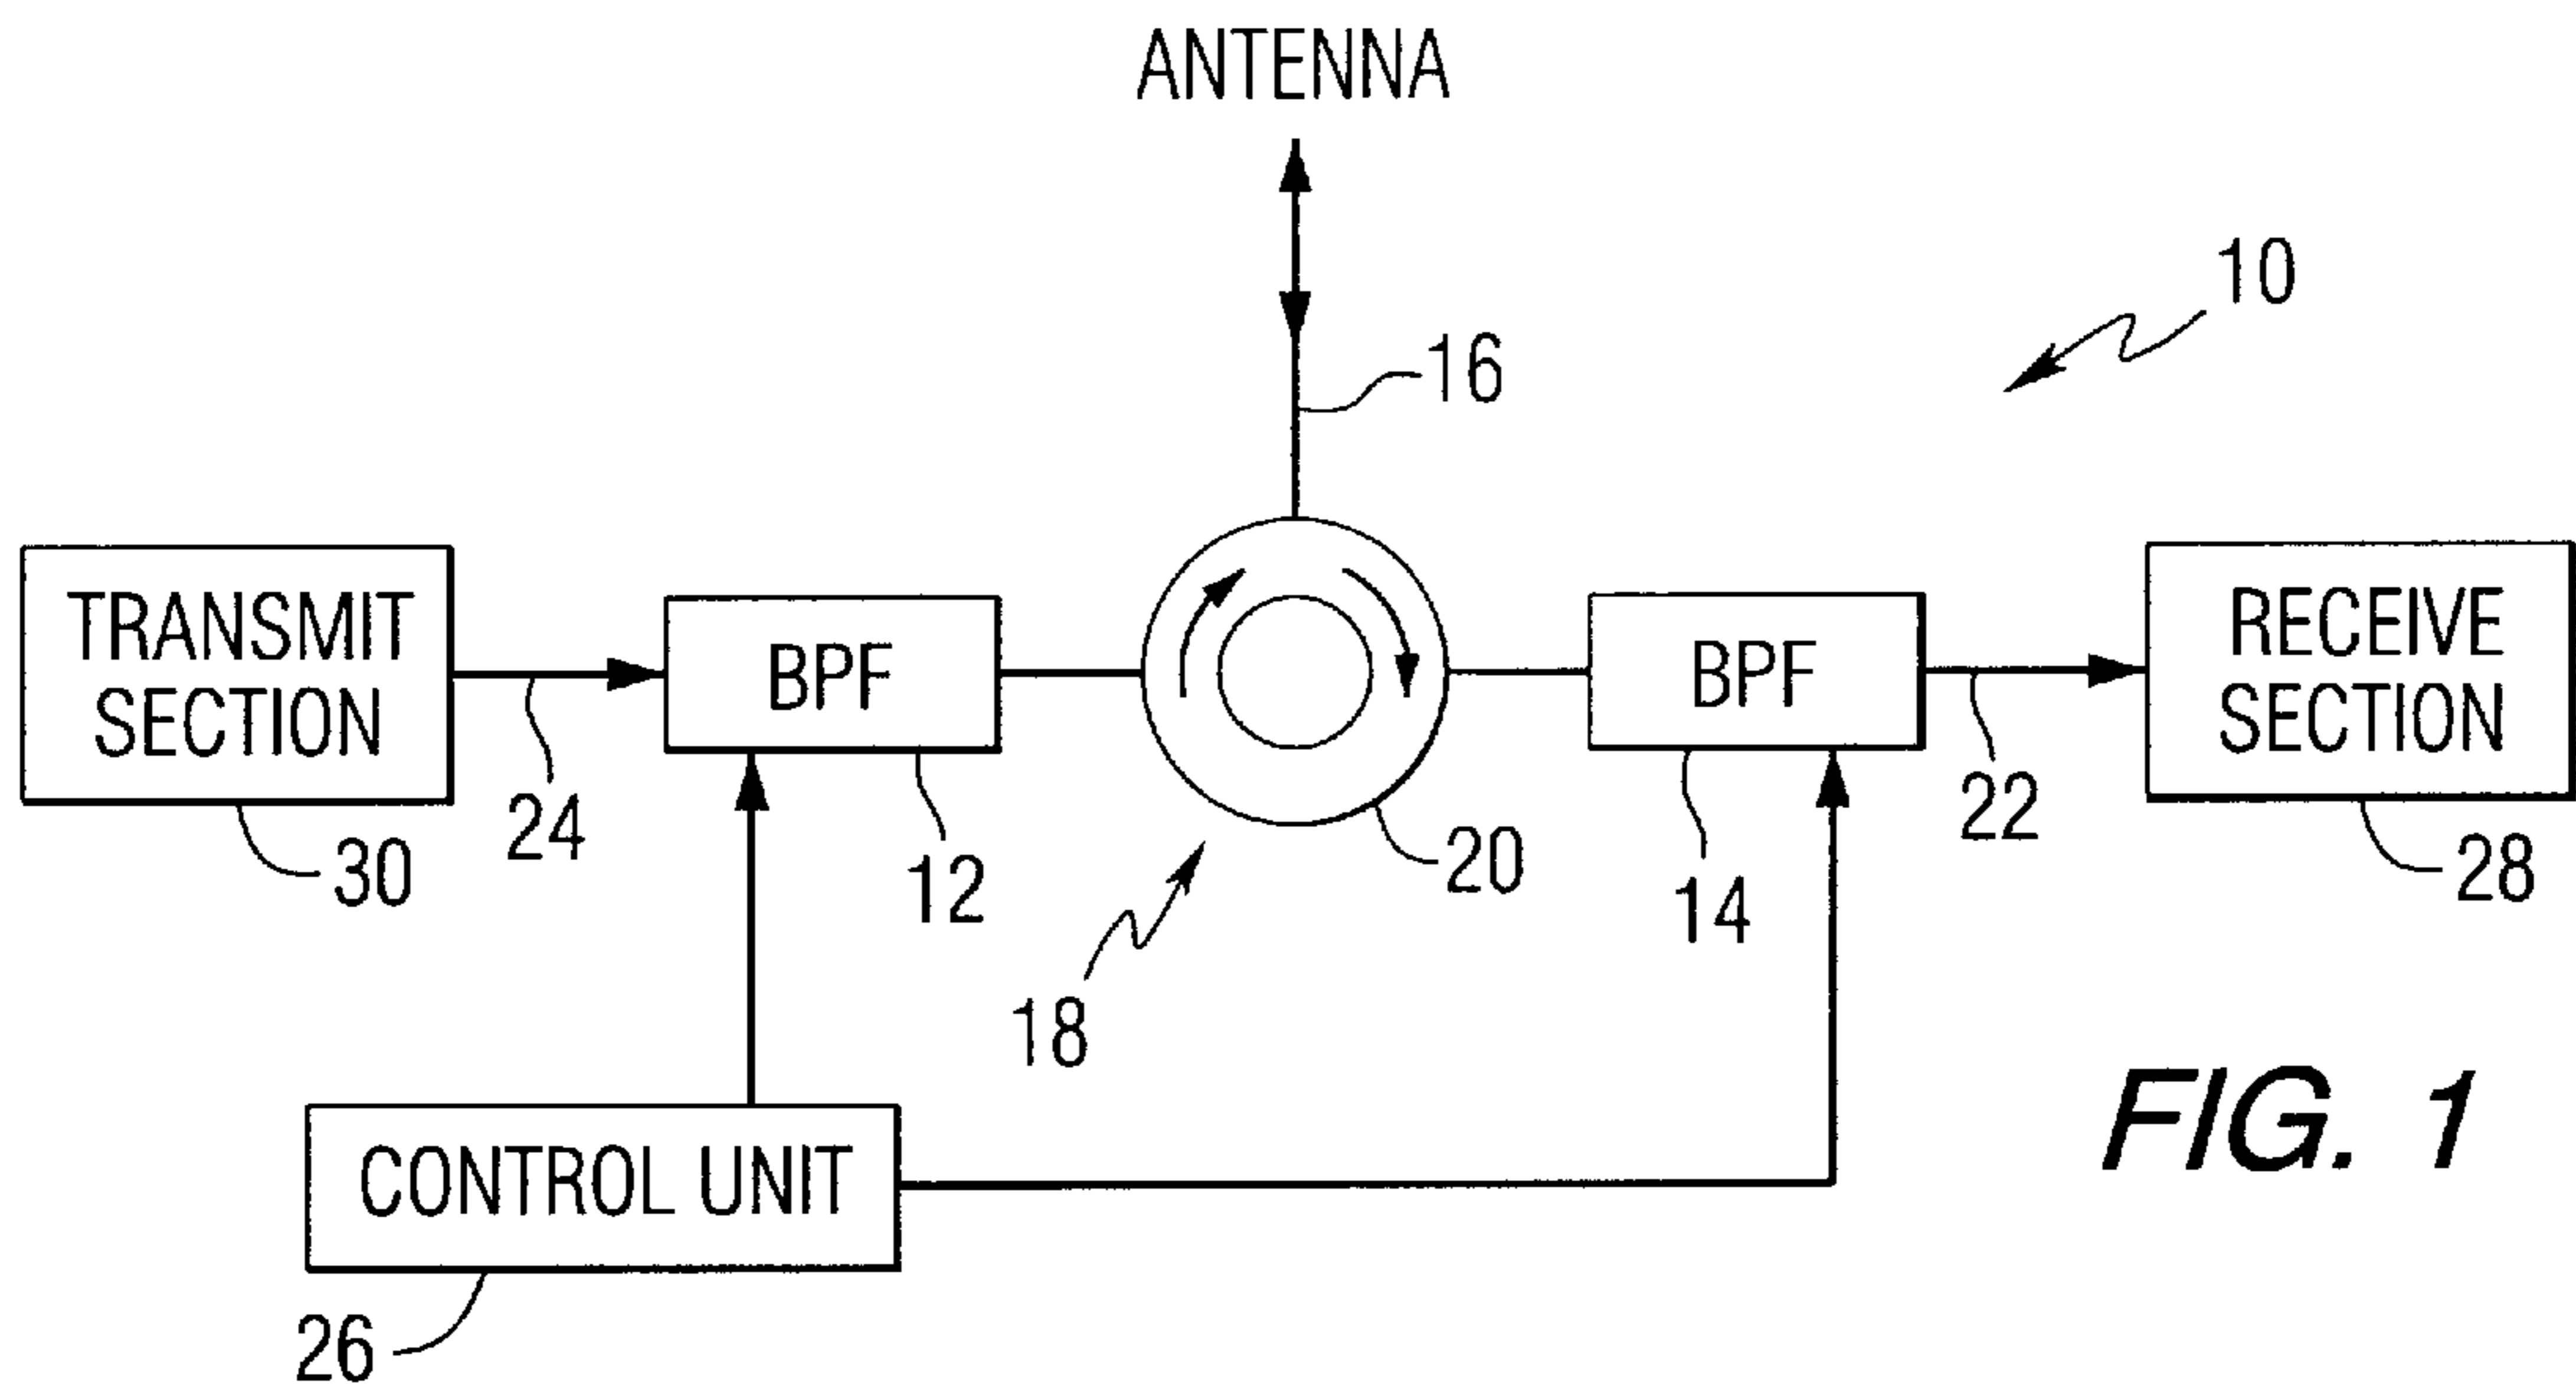 ANTENNA
10
16
TRANSMIT
SECTION
BPF
BPF
RECEIVE
SECTION
24
30
12
20
14
22
28
18
CONTROL UNIT
26
FIG. 1